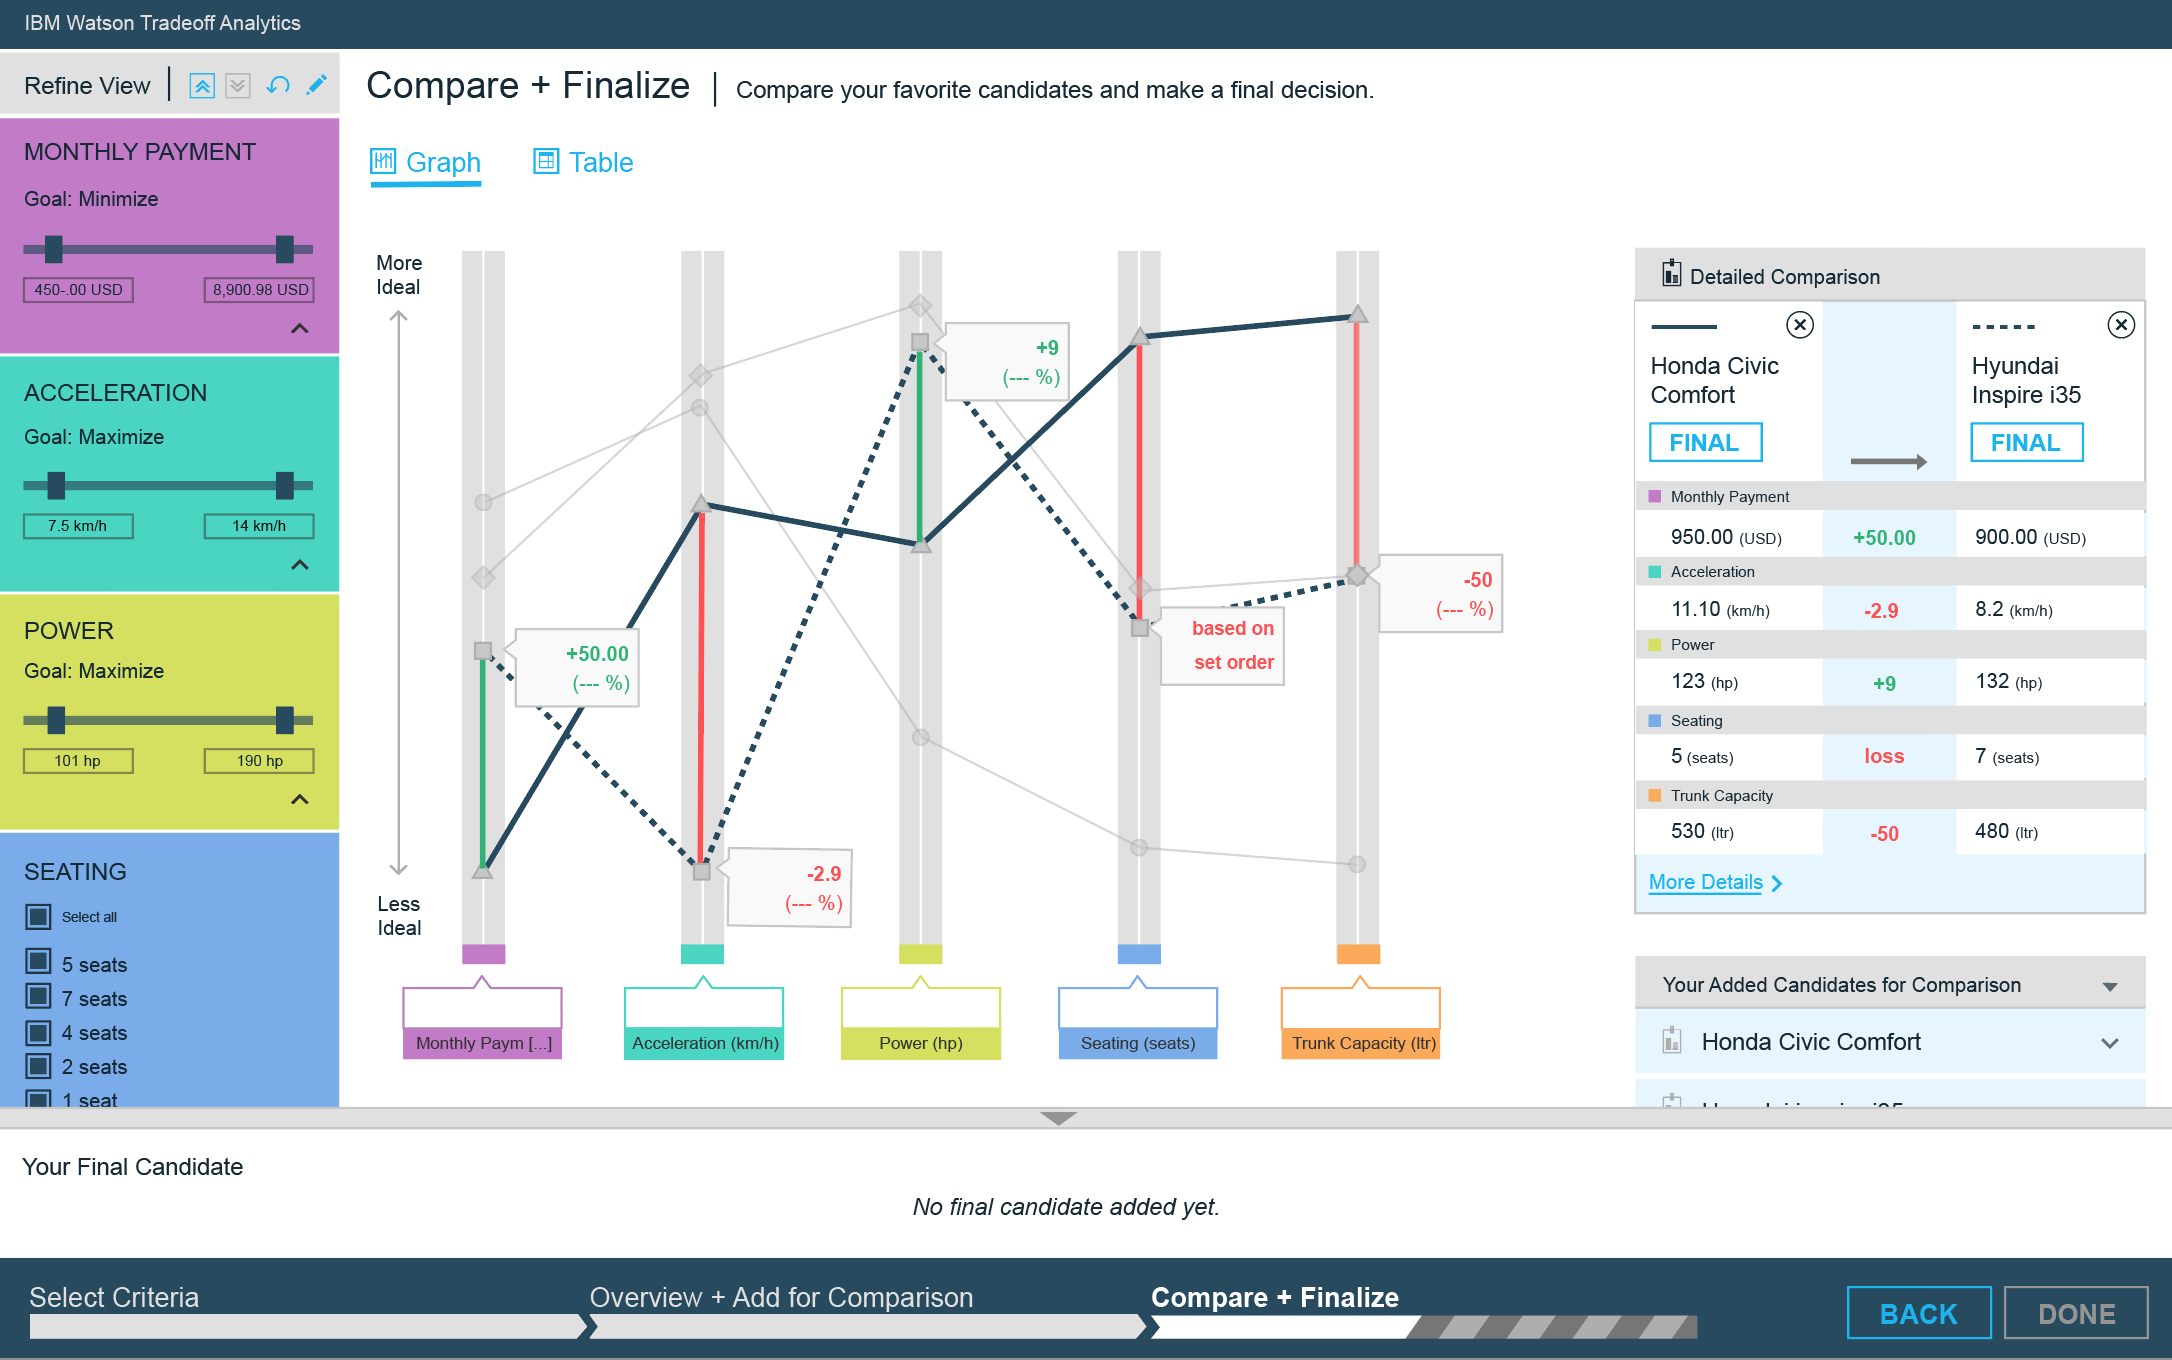 IBM Watson Tradeoff Analytics
Refine View
MONTHLY PAYMENT
Goal: Minimize
450-.00 USD
8,900.98 USD
ACCELERATION
Goal: Maximize
7.5 km/h
14 km/h
POWER
Goal: Maximize
101 hp
190 hp
SEATING
Select all
5 seats
7 seats
4 seats
2 seats
1 seat
Compare + Finalize
Compare your favorite candidates and make a final decision.
Graph
Table
More
Ideal
Less
Ideal
+50.00
(--- %)
-2.9
(--- %)
+9
(--- %)
based on
set order
-50
(--- %)
Monthly Paym [...]
Acceleration (km/h)
Power (hp)
Seating (seats)
Trunk Capacity (ltr)
Detailed Comparison
Honda Civic
Comfort
FINAL
Hyundai
Inspire i35
FINAL
Monthly Payment
950.00 (USD)
+50.00
900.00 (USD)
Acceleration
11.10 (km/h)
-2.9
8.2 (km/h)
Power
123 (hp)
+9
132 (hp)
Seating
5 (seats)
loss
7 (seats)
Trunk Capacity
530 (ltr)
-50
480 (ltr)
More Details
Your Added Candidates for Comparison
Honda Civic Comfort
Your Final Candidate
No final candidate added yet.
Select Criteria
Overview + Add for Comparison
Compare + Finalize
BACK
DONE